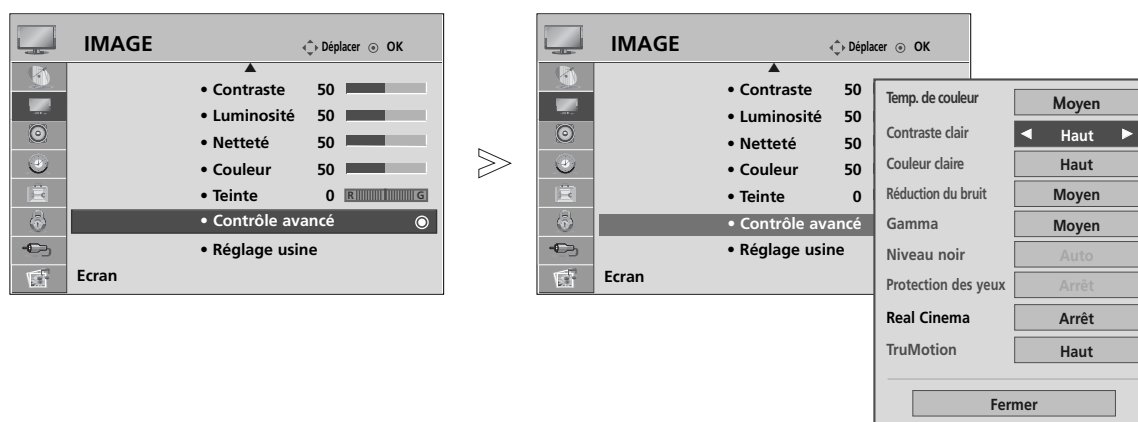 IMAGE
Déplacer OK
• Contraste 50
• Luminosité 50
• Netteté 50
• Couleur 50
• Teinte 0 R G
• Contrôle avancé
• Réglage usine
Ecran
IMAGE
Déplacer OK
• Contraste 50
• Luminosité 50
• Netteté 50
• Couleur 50
• Teinte 0
• Contrôle avancé
• Réglage usine
Ecran
Temp. de couleur Moyen
Contraste clair Haut
Couleur claire Haut
Réduction du bruit Moyen
Gamma Moyen
Niveau noir Auto
Protection des yeux Arrêt
Real Cinema Arrêt
TruMotion Haut
Fermer